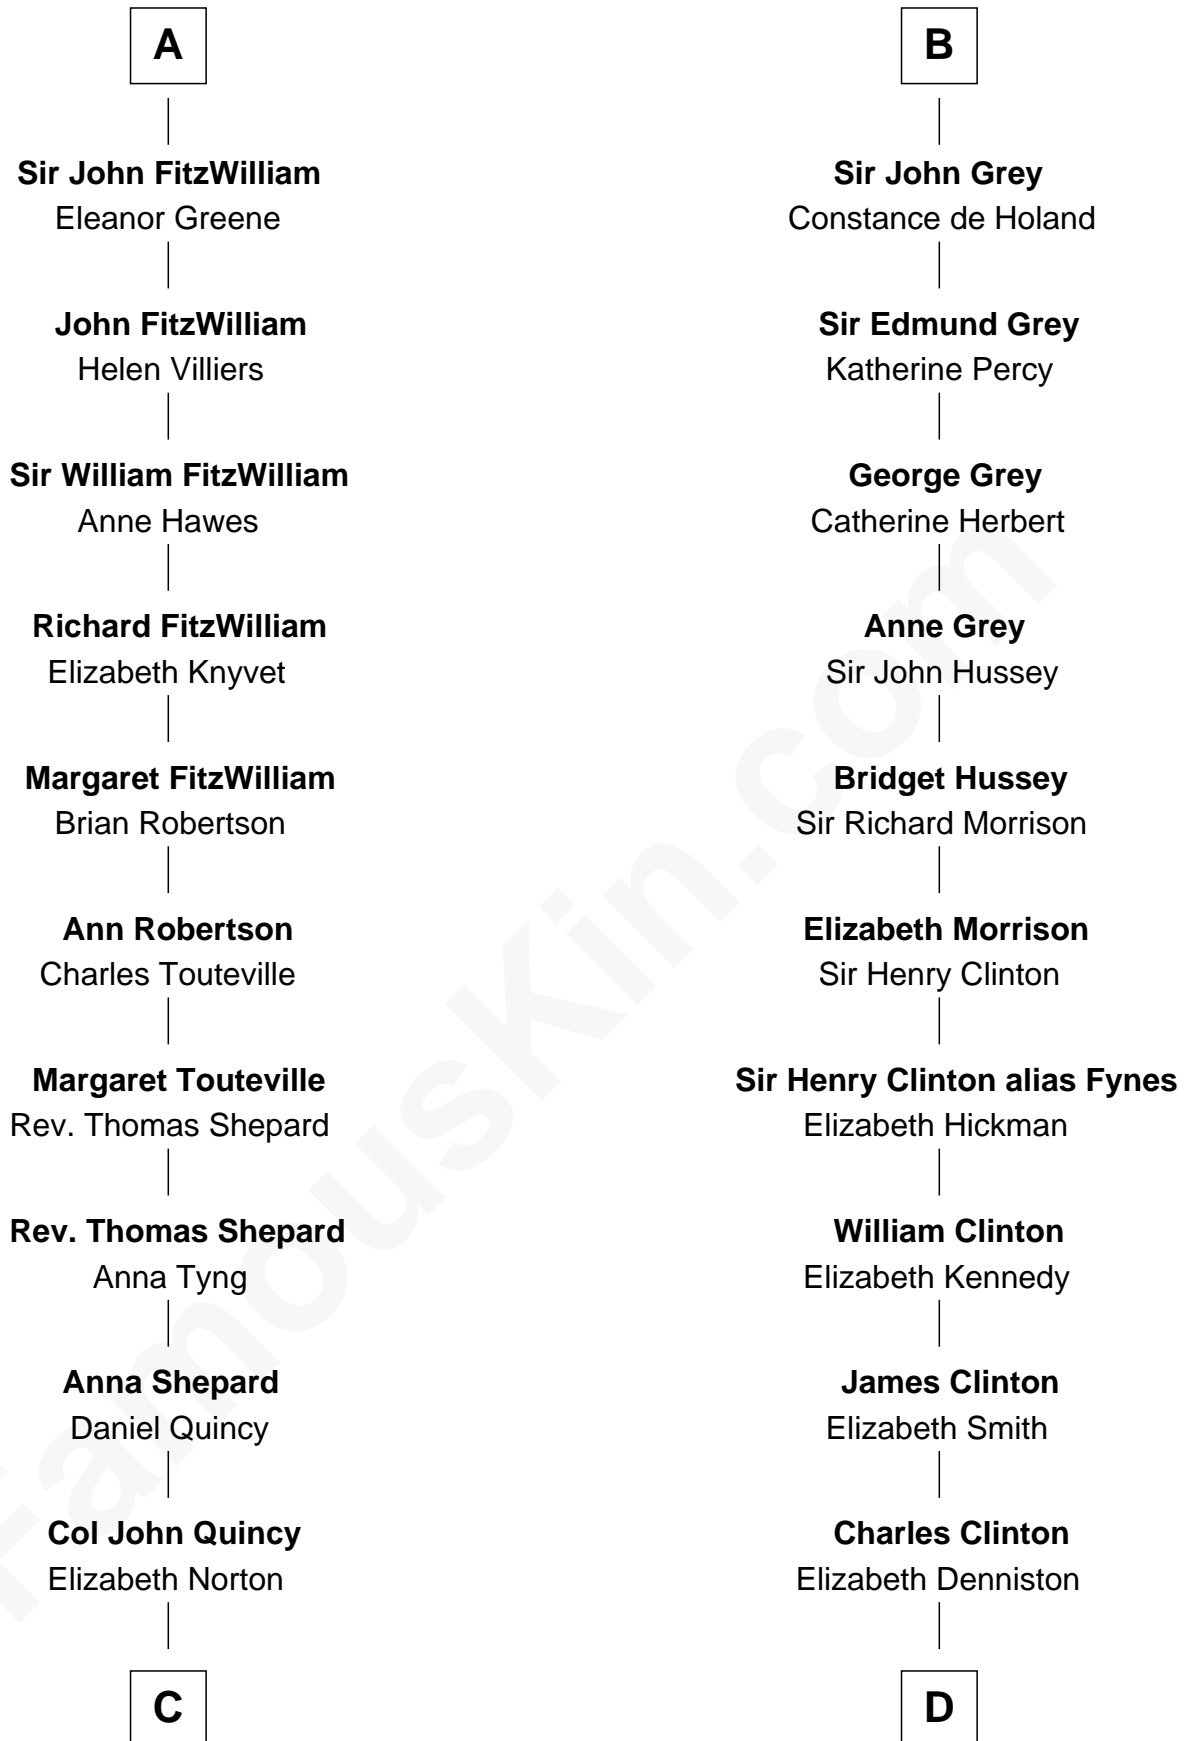 A
Sir John FitzWilliam
Eleanor Greene
John FitzWilliam
Helen Villiers
Sir William FitzWilliam
Anne Hawes
Richard FitzWilliam
Elizabeth Knyvet
Margaret FitzWilliam
Brian Robertson
Ann Robertson
Charles Touteville
Margaret Touteville
Rev. Thomas Shepard
Rev. Thomas Shepard
Anna Tyng
Anna Shepard
Daniel Quincy
Col John Quincy
Elizabeth Norton
C
B
Sir John Grey
Constance de Holand
Sir Edmund Grey
Katherine Percy
George Grey
Catherine Herbert
Anne Grey
Sir John Hussey
Bridget Hussey
Sir Richard Morrison
Elizabeth Morrison
Sir Henry Clinton
Sir Henry Clinton alias Fynes
Elizabeth Hickman
William Clinton
Elizabeth Kennedy
James Clinton
Elizabeth Smith
Charles Clinton
Elizabeth Denniston
D
FamousKin.com